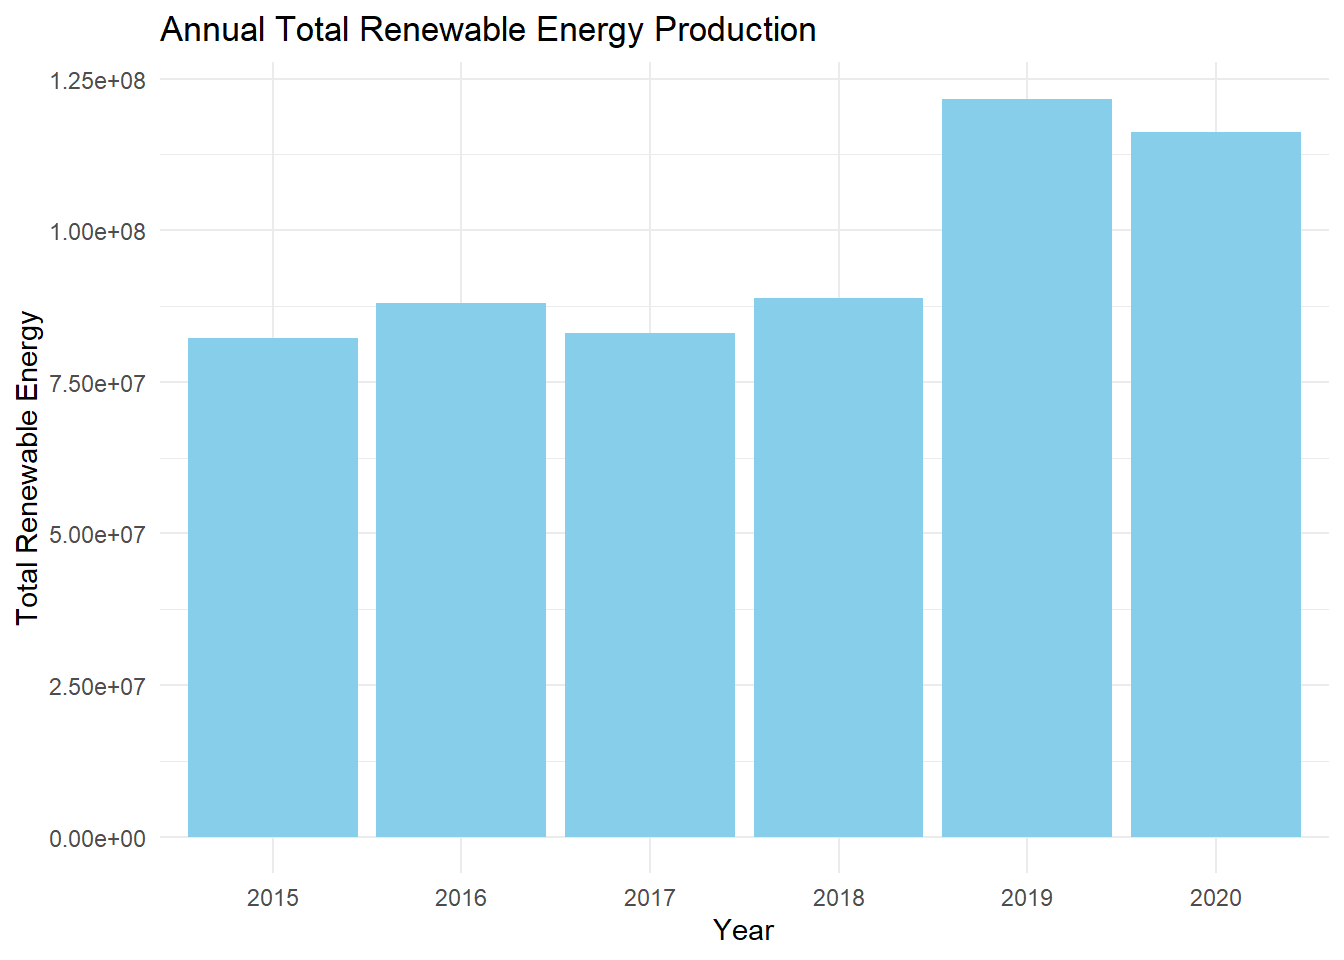 Annual Total Renewable Energy Production
Total Renewable Energy
1.25e+08
1.00e+08
7.50e+07
5.00e+07
2.50e+07
0.00e+00
2015 2016 2017 2018 2019 2020
Year